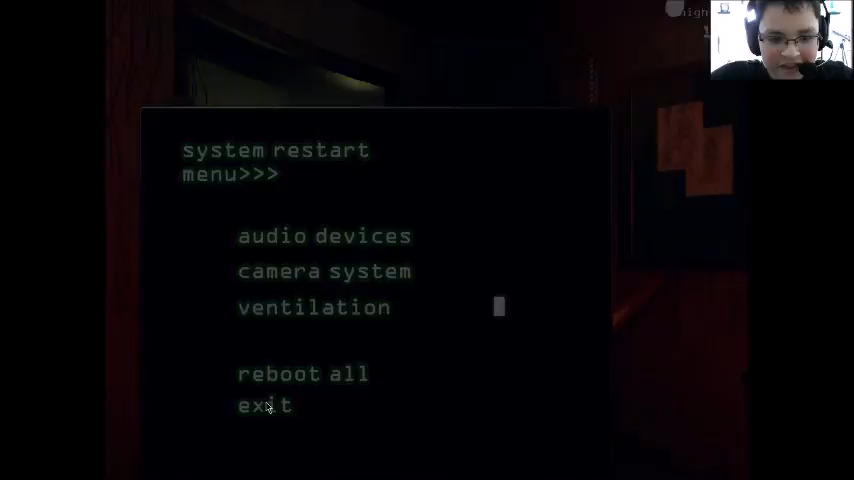 system restart
menu>>>
audio devices
camera system
ventilation
reboot all
exit